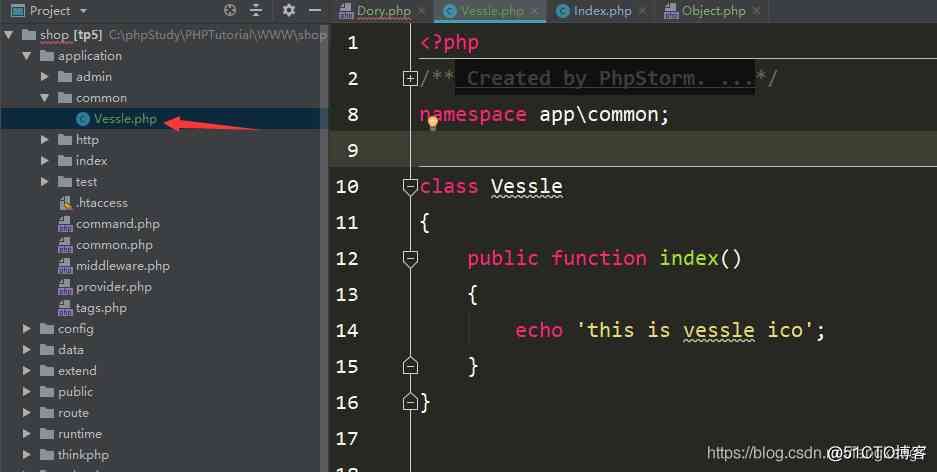 Project
Dory.php
Vessle.php
Index.php
Object.php
shop [tp5] C:\phpStudy\PHPTutorial\WWW\shop
application
admin
common
Vessle.php
http
index
test
.htaccess
command.php
common.php
middleware.php
provider.php
tags.php
config
data
extend
public
route
runtime
thinkphp
1 <?php
2 /** Created by PhpStorm. ...*/
8 namespace app\common;
9
10 class Vessle
11 {
12 public function index()
13 {
14 echo 'this is vessle ico';
15 }
16 }
17
https://blog.csdn.n
@51CTO博客